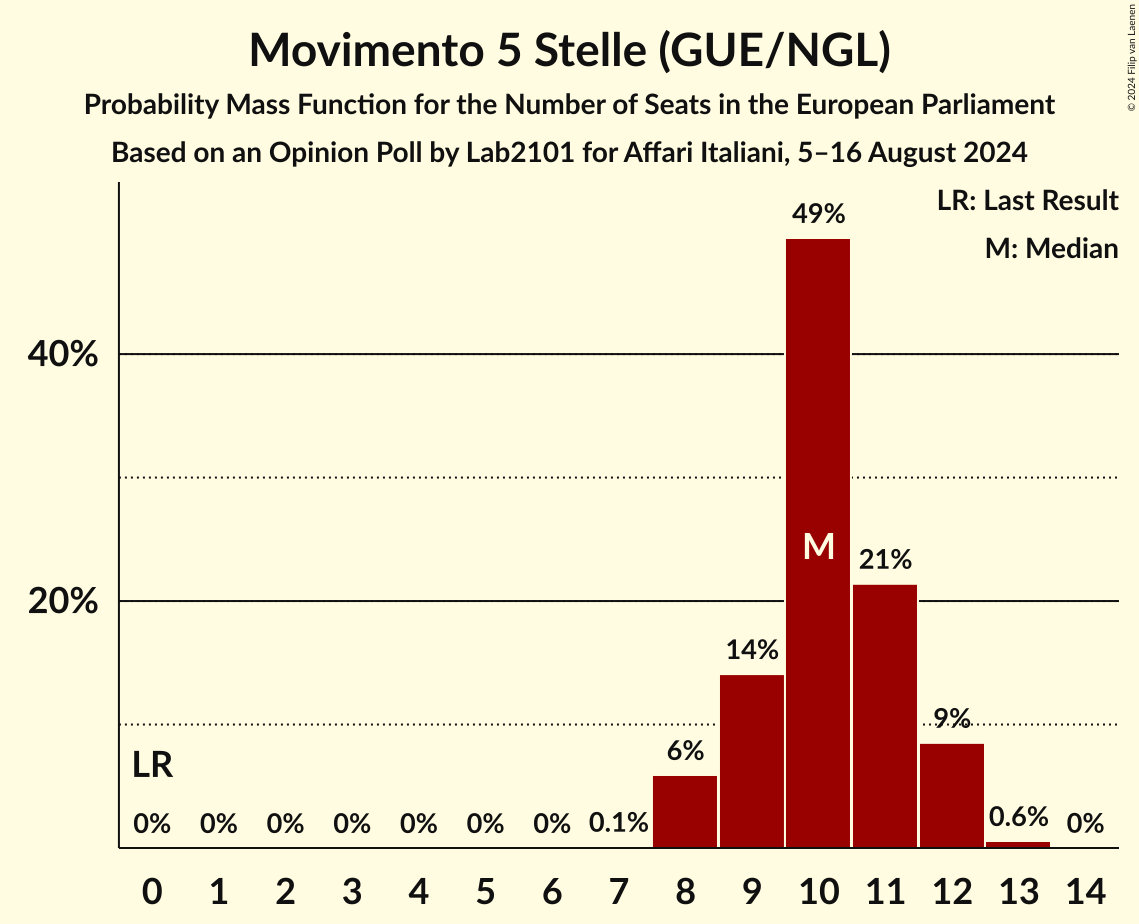 Movimento 5 Stelle (GUE/NGL)
Probability Mass Function for the Number of Seats in the European Parliament
Based on an Opinion Poll by Lab2101 for Affari Italiani, 5–16 August 2024
© 2024 Filip van Laenen
LR: Last Result
M: Median
49%
40%
M
21%
20%
14%
9%
6%
LR
0% 0% 0% 0% 0% 0% 0% 0.1% 0.6% 0%
0 1 2 3 4 5 6 7 8 9 10 11 12 13 14